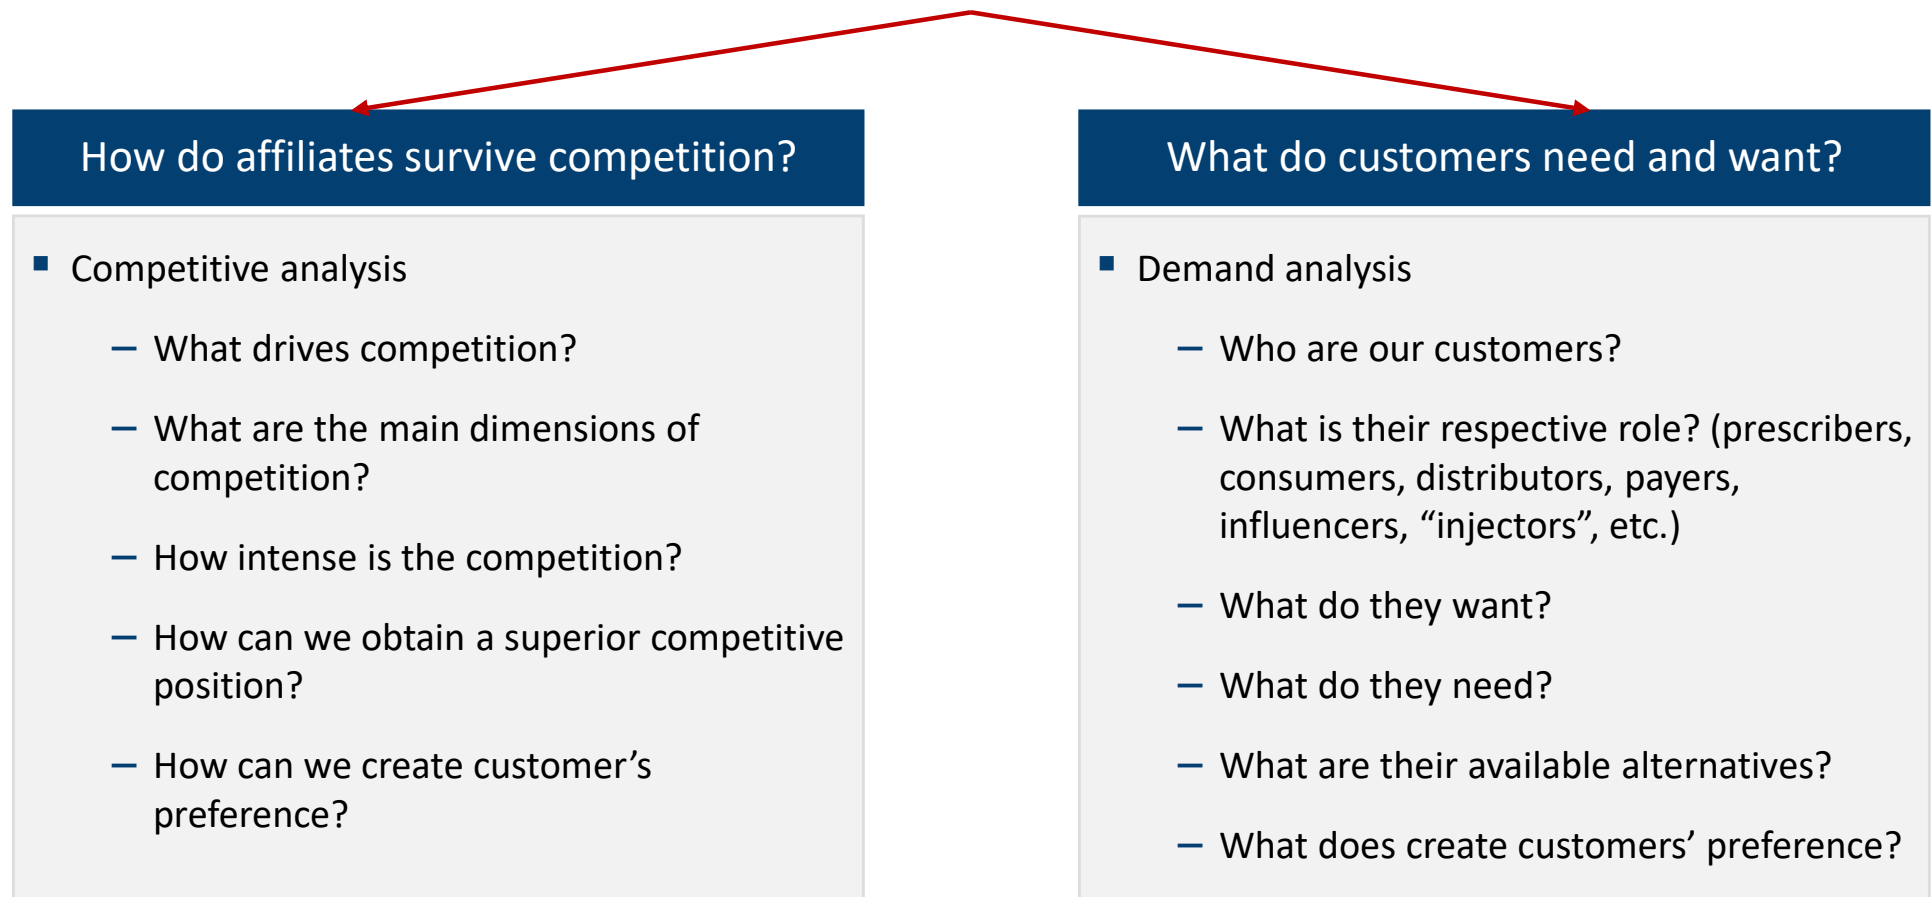 How do affiliates survive competition?
▪ Competitive analysis
– What drives competition?
– What are the main dimensions of
competition?
– How intense is the competition?
– How can we obtain a superior competitive
position?
– How can we create customer’s
preference?
What do customers need and want?
▪ Demand analysis
– Who are our customers?
– What is their respective role? (prescribers,
consumers, distributors, payers,
influencers, “injectors”, etc.)
– What do they want?
– What do they need?
– What are their available alternatives?
– What does create customers’ preference?